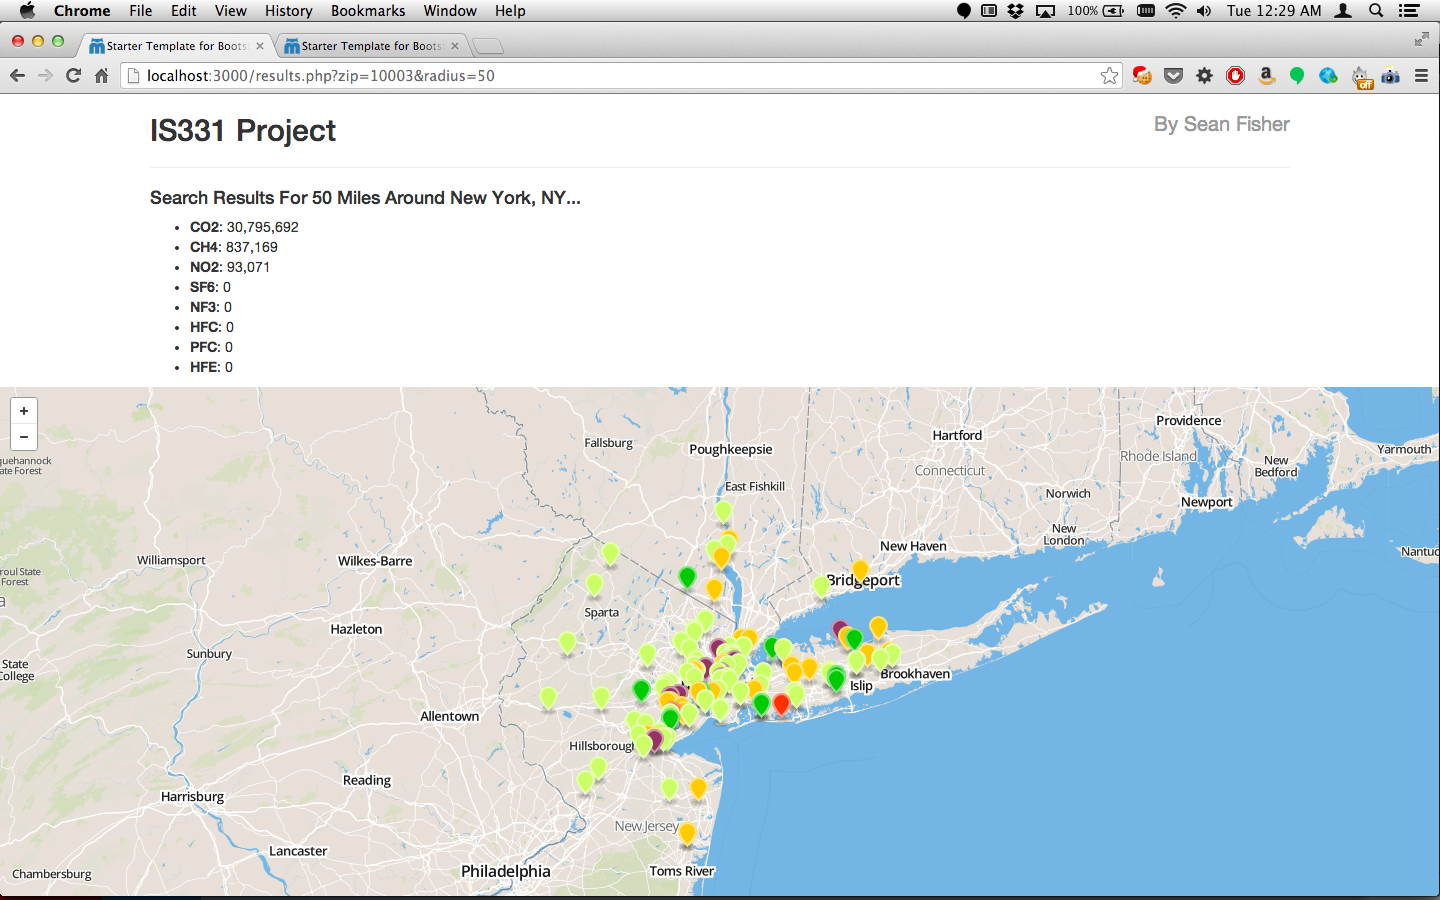 Chrome File Edit View History Bookmarks Window Help 100% Tue 12:29 AM
Starter Template for Boots Starter Template for Boots
localhost:3000/results.php?zip=10003&radius=50
off
IS331 Project
By Sean Fisher
Search Results For 50 Miles Around New York, NY...
• CO2: 30,795,692
• CH4: 837,169
• NO2: 93,071
• SF6: 0
• NF3: 0
• HFC: 0
• PFC: 0
• HFE: 0
+
−
quehannock
ate Forest
Fallsburg
Poughkeepsie
Hartford
Providence
Connecticut
Rhode Island
New
Bedford
Yarmouth
East Fishkill
Norwich
Newport
New
London
Williamsport
Wilkes-Barre
New Haven
Nantuc
roul State
Forest
a
Bridgeport
Sparta
Hazleton
Sunbury
State
College
Brookhaven
Islip
Allentown
Hillsborough
Reading
Harrisburg
New Jersey
Lancaster
Philadelphia
Toms River
Chambersburg